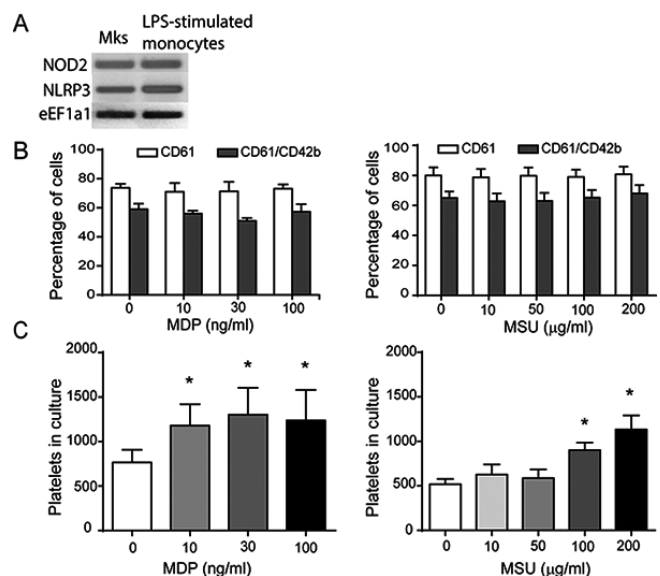 A
Mks
LPS-stimulated
monocytes
NOD2
NLRP3
eEF1a1
B
CD61 CD61/CD42b
Percentage of cells
100
80
60
40
20
0
0 10 30 100
MDP (ng/ml)
CD61 CD61/CD42b
Percentage of cells
100
80
60
40
20
0
0 10 50 100 200
MSU (µg/ml)
C
Platelets in culture
2000
1500
1000
500
0
* * *
0 10 30 100
MDP (ng/ml)
Platelets in culture
2000
1500
1000
500
0
* *
0 10 50 100 200
MSU (µg/ml)